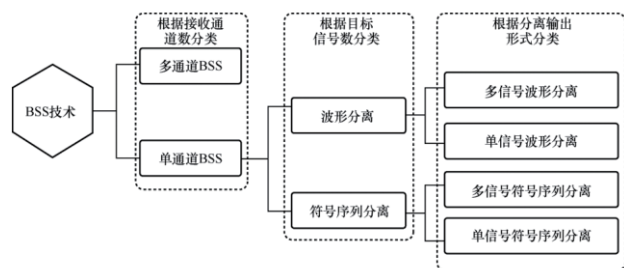 根据接收通
道数分类
根据目标
信号数分类
根据分离输出
形式分类
BSS技术
多通道BSS
单通道BSS
波形分离
符号序列分离
多信号波形分离
单信号波形分离
多信号符号序列分离
单信号符号序列分离